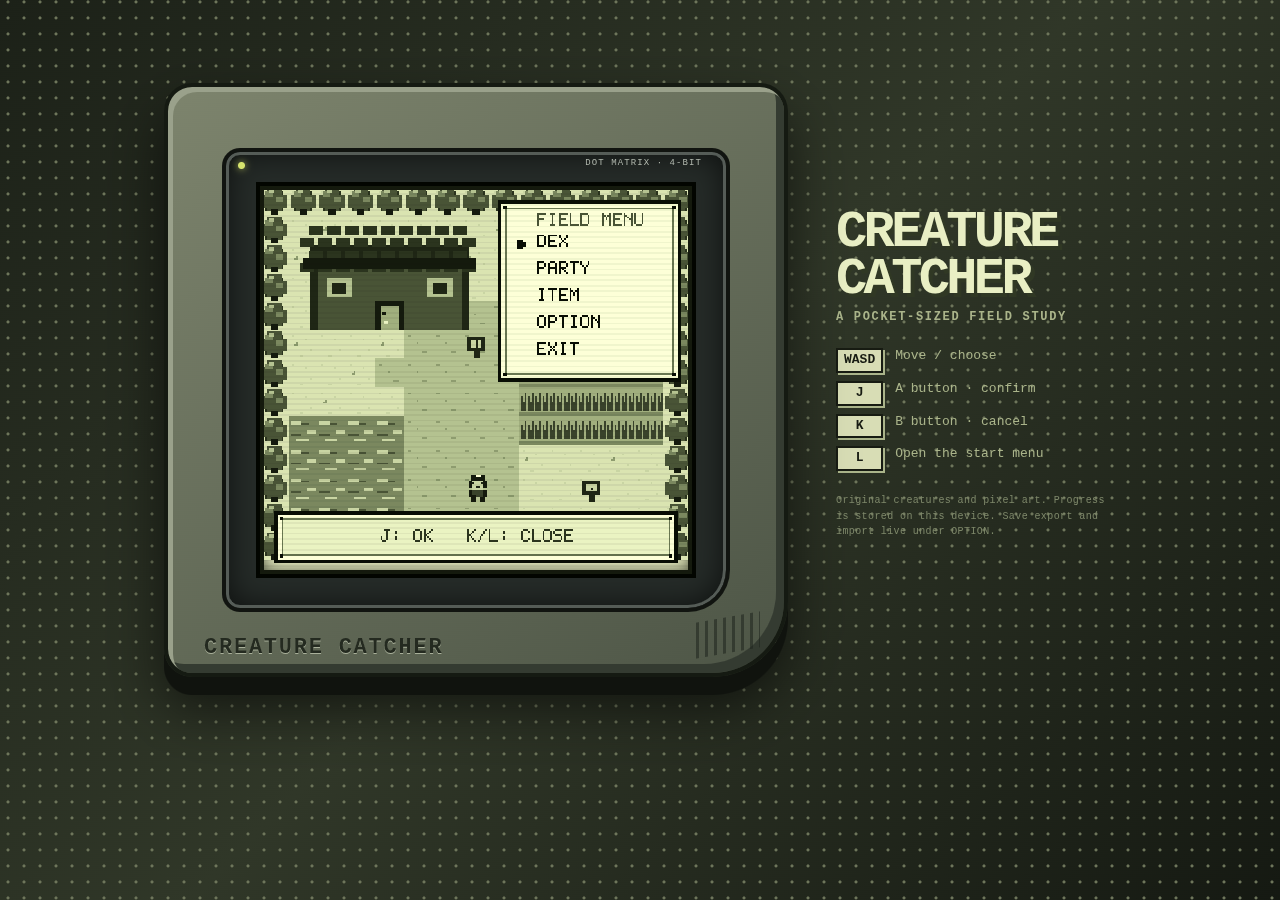 DOT MATRIX · 4-BIT
FIELD MENU
DEX
PARTY
ITEM
OPTION
EXIT
J: OK K/L: CLOSE
CREATURE CATCHER
CREATURE
CATCHER
A POCKET-SIZED FIELD STUDY
WASD Move / choose
J A button · confirm
K B button · cancel
L Open the start menu
Original creatures and pixel art. Progress
is stored on this device. Save export and
import live under OPTION.